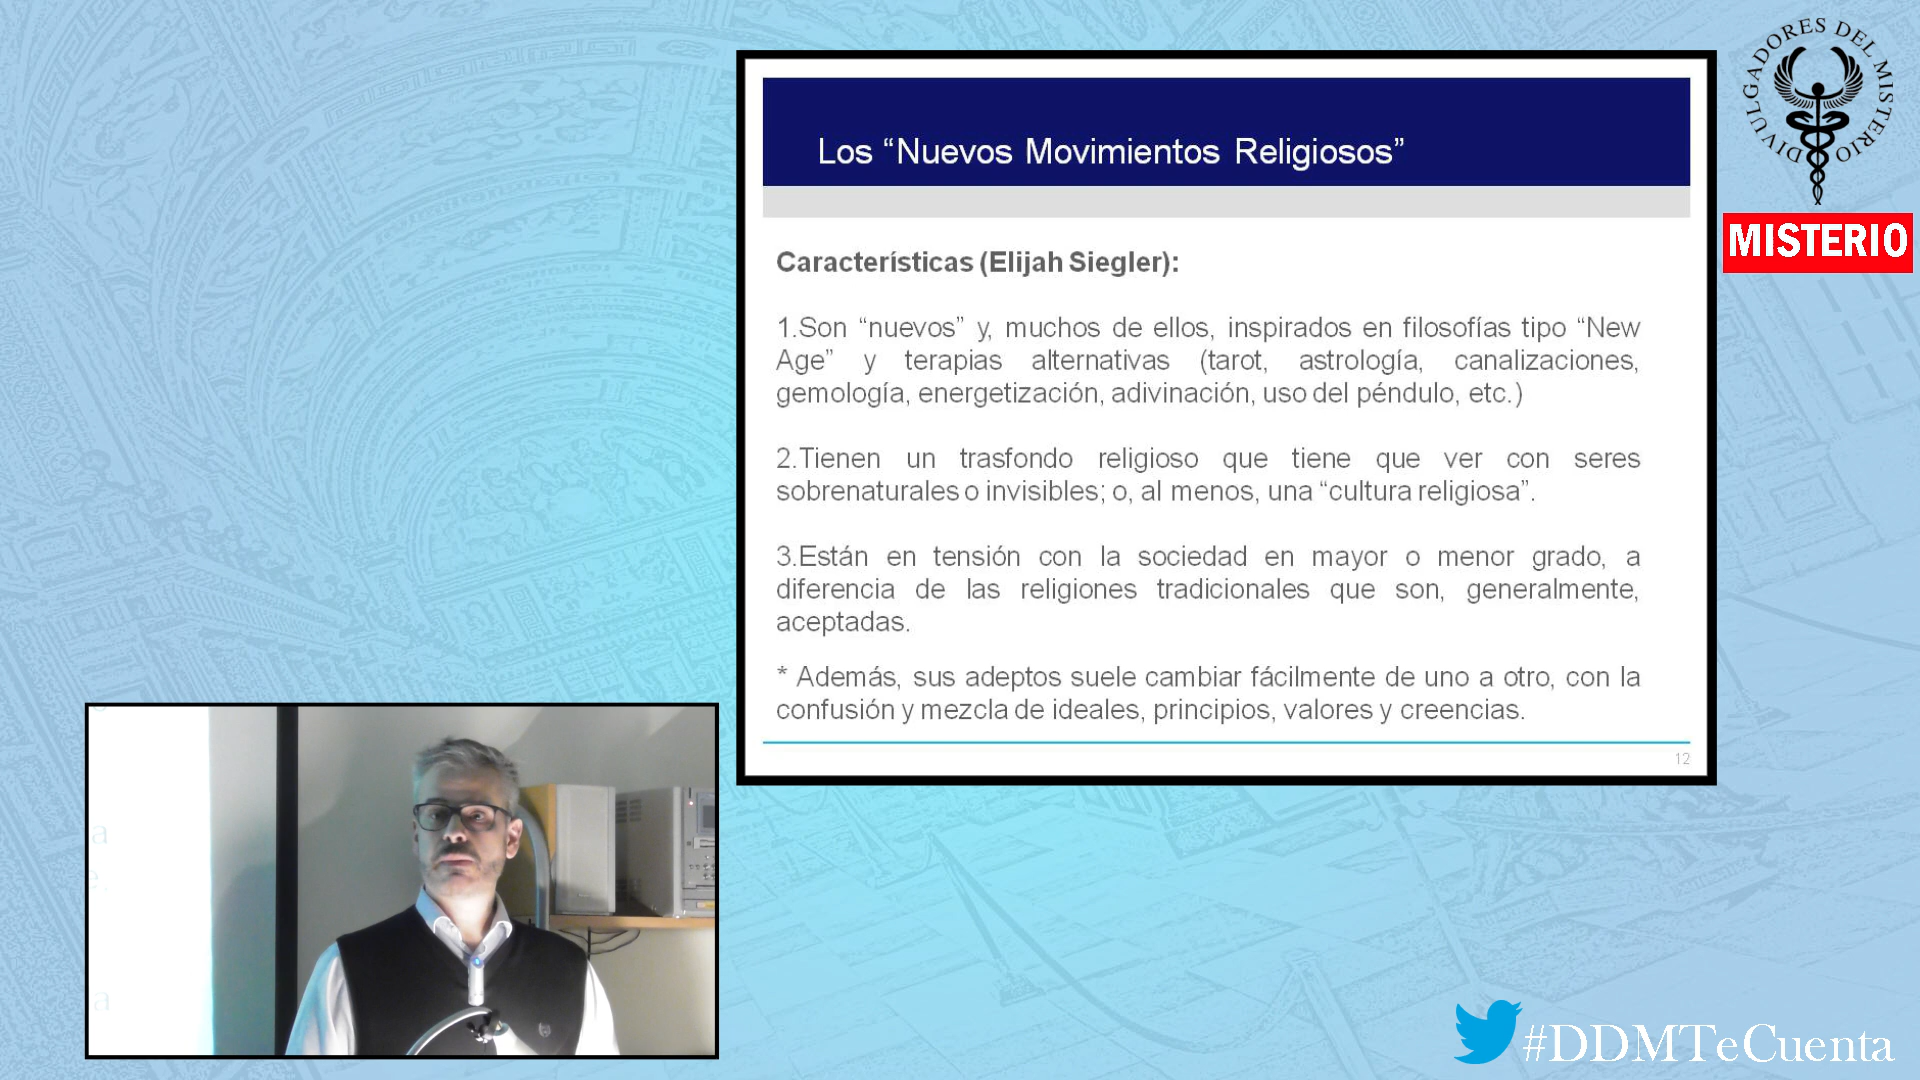 Los “Nuevos Movimientos Religiosos”
Características (Elijah Siegler):
1.Son “nuevos” y, muchos de ellos, inspirados en filosofías tipo “New
Age” y terapias alternativas (tarot, astrología, canalizaciones,
gemología, energetización, adivinación, uso del péndulo, etc.)
2.Tienen un trasfondo religioso que tiene que ver con seres
sobrenaturales o invisibles; o, al menos, una “cultura religiosa”.
3.Están en tensión con la sociedad en mayor o menor grado, a
diferencia de las religiones tradicionales que son, generalmente,
aceptadas.
* Además, sus adeptos suele cambiar fácilmente de uno a otro, con la
confusión y mezcla de ideales, principios, valores y creencias.
12
DIVULGADORES DEL MISTERIO
MISTERIO
a
e.
a
#DDMTeCuenta